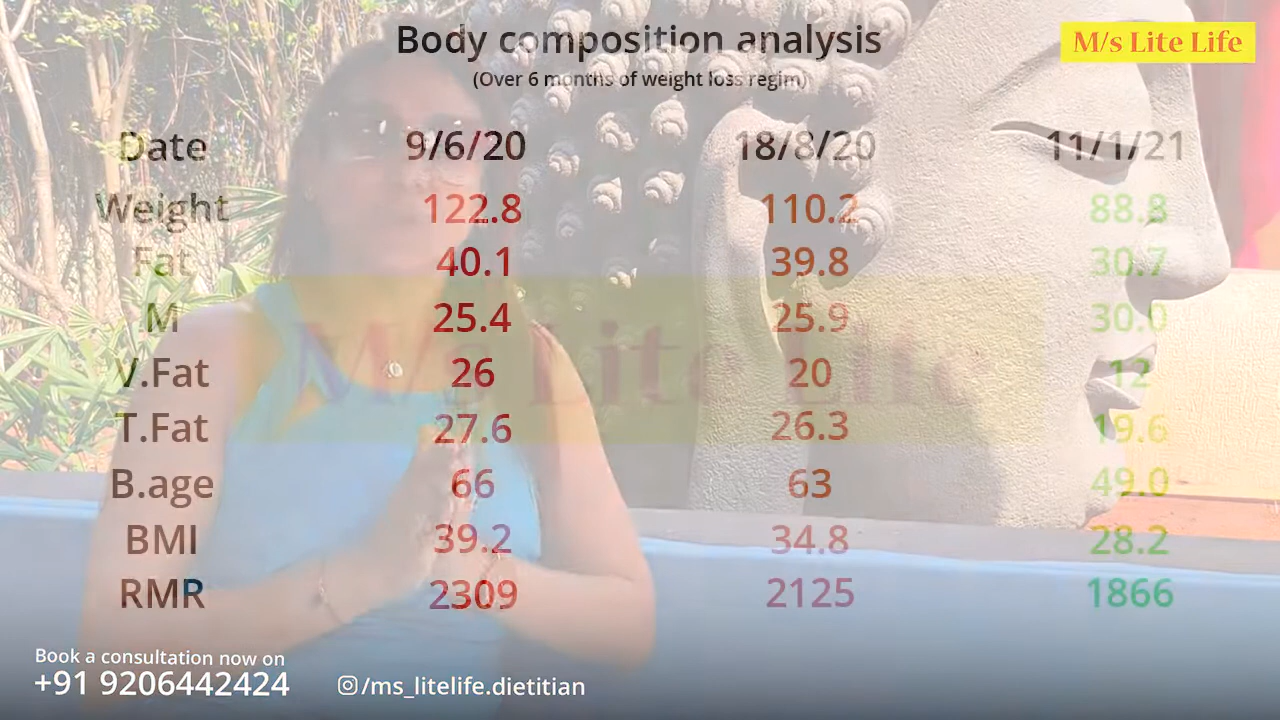 Body composition analysis
M/s Lite Life
(Over 6 months of weight loss regim)
Date 9/6/20 18/8/20 11/1/21
Weight 122.8 110.2 88.8
Fat 40.1 39.8 30.7
M 25.4 25.9 30.0
M/s Lite Life
V.Fat 26 20 12
T.Fat 27.6 26.3 19.6
B.age 66 63 49.0
BMI 39.2 34.8 28.2
RMR 2309 2125 1866
Book a consultation now on
+91 9206442424 /ms_litelife.dietitian